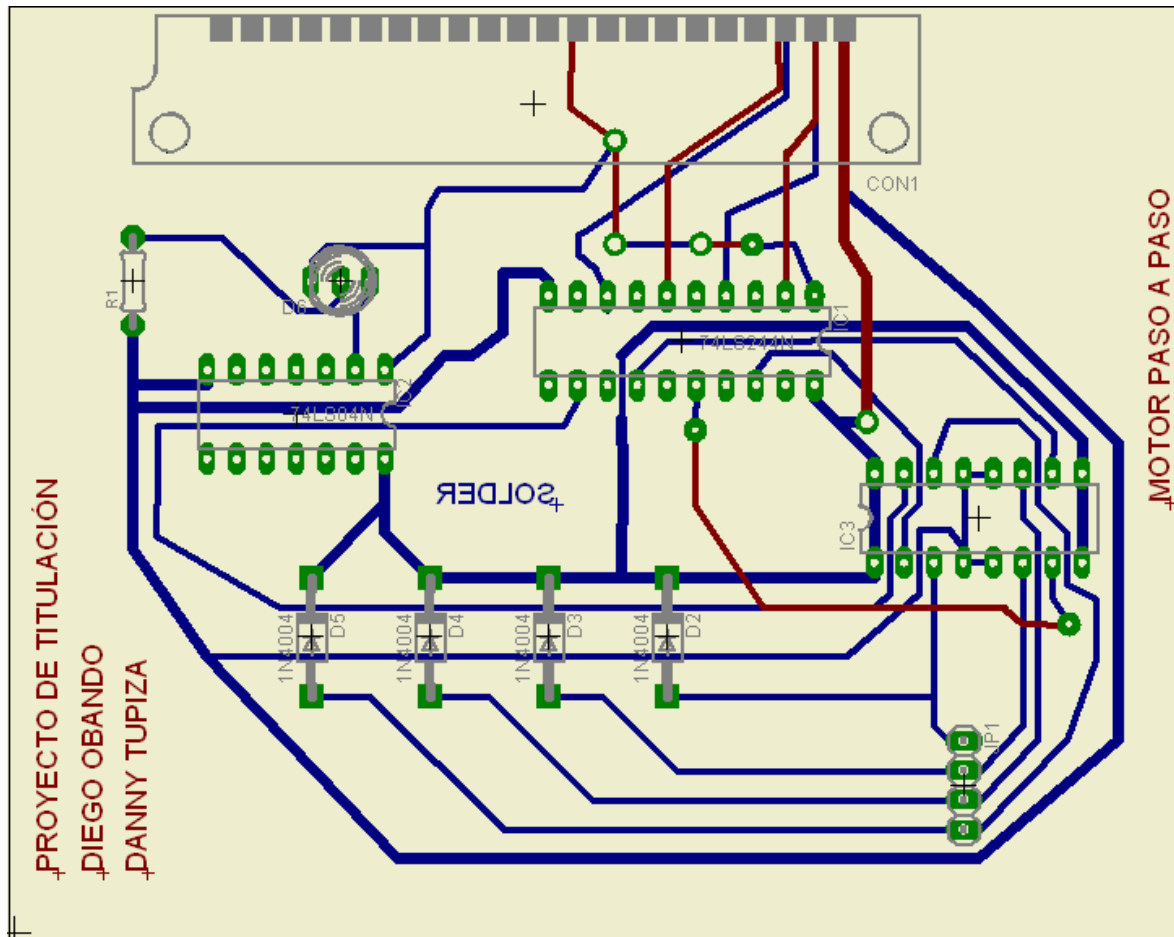 CON1
MOTOR PASO A PASO
R1
D6
IC1
74LS244N
IC2
74LS04N
SOLDER
IC3
1N4004
D5
1N4004
D4
1N4004
D3
1N4004
D2
JP1
PROYECTO DE TITULACIÓN
DIEGO OBANDO
DANNY TUPIZA